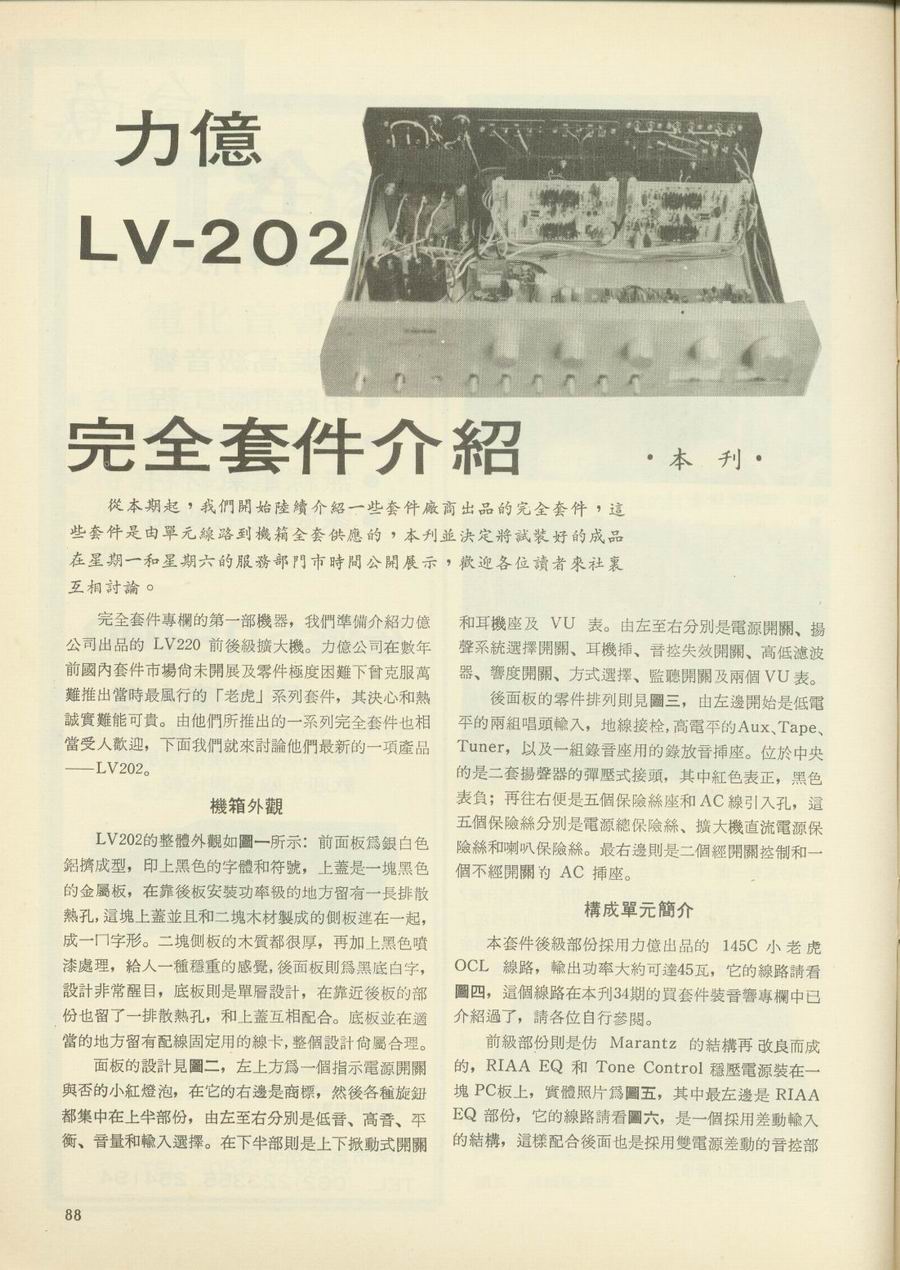 力億
LV-202
完全套件介紹
・本 刊・
從本期起，我們開始陸續介紹一些套件廠商出品的完全套件，這
些套件是由單元線路到機箱全套供應的，本刊並決定將試裝好的成品
在星期一和星期六的服務部門市時間公開展示，歡迎各位讀者來社裏
互相討論。
完全套件專欄的第一部機器，我們準備介紹力億
公司出品的 LV220 前後級擴大機。力億公司在數年
前國內套件市場尙未開展及零件極度困難下曾克服萬
難推出當時最風行的「老虎」系列套件，其決心和熱
誠實難能可貴。由他們所推出的一系列完全套件也相
當受人歡迎，下面我們就來討論他們最新的一項產品
——LV202。
機箱外觀
LV202的整體外觀如圖一所示：前面板爲銀白色
鋁擠成型，印上黑色的字體和符號，上蓋是一塊黑色
的金屬板，在靠後板安裝功率級的地方留有一長排散
熱孔，這塊上蓋並且和二塊木材製成的側板連在一起，
成一冂字形。二塊側板的木質都很厚，再加上黑色噴
漆處理，給人一種穩重的感覺，後面板則爲黑底白字，
設計非常醒目，底板則是單層設計，在靠近後板的部
份也留了一排散熱孔，和上蓋互相配合。底板並在適
當的地方留有配線固定用的線卡，整個設計尙屬合理。
面板的設計見圖二，左上方爲一個指示電源開關
與否的小紅燈泡，在它的右邊是商標，然後各種旋鈕
都集中在上半部份，由左至右分別是低音、高音、平
衡、音量和輸入選擇。在下半部則是上下掀動式開關
和耳機座及 VU 表。由左至右分別是電源開關、揚
聲系統選擇開關、耳機挿、音控失效開關、高低濾波
器、響度開關、方式選擇、監聽開關及兩個 VU 表。
後面板的零件排列則見圖三，由左邊開始是低電
平的兩組唱頭輸入，地線接栓，高電平的Aux、Tape、
Tuner，以及一組錄音座用的錄放音挿座。位於中央
的是二套揚聲器的彈壓式接頭，其中紅色表正，黑色
表負；再往右便是五個保險絲座和 AC 線引入孔，這
五個保險絲分別是電源總保險絲、擴大機直流電源保
險絲和喇叭保險絲。最右邊則是二個經開關控制和一
個不經開關的 AC 挿座。
構成單元簡介
本套件後級部份採用力億出品的 145C 小老虎
OCL 線路，輸出功率大約可達45瓦，它的線路請看
圖四，這個線路在本刊34期的買套件裝音響專欄中已
介紹過了，請各位自行參閱。
前級部份則是仿 Marantz 的結構再改良而成
的，RIAA EQ 和 Tone Control 穩壓電源裝在一
塊 PC板上，實體照片爲圖五，其中最左邊是 RIAA
EQ 部份，它的線路請看圖六，是一個採用差動輸入
的結構，這樣配合後面也是採用雙電源差動的音控部
88